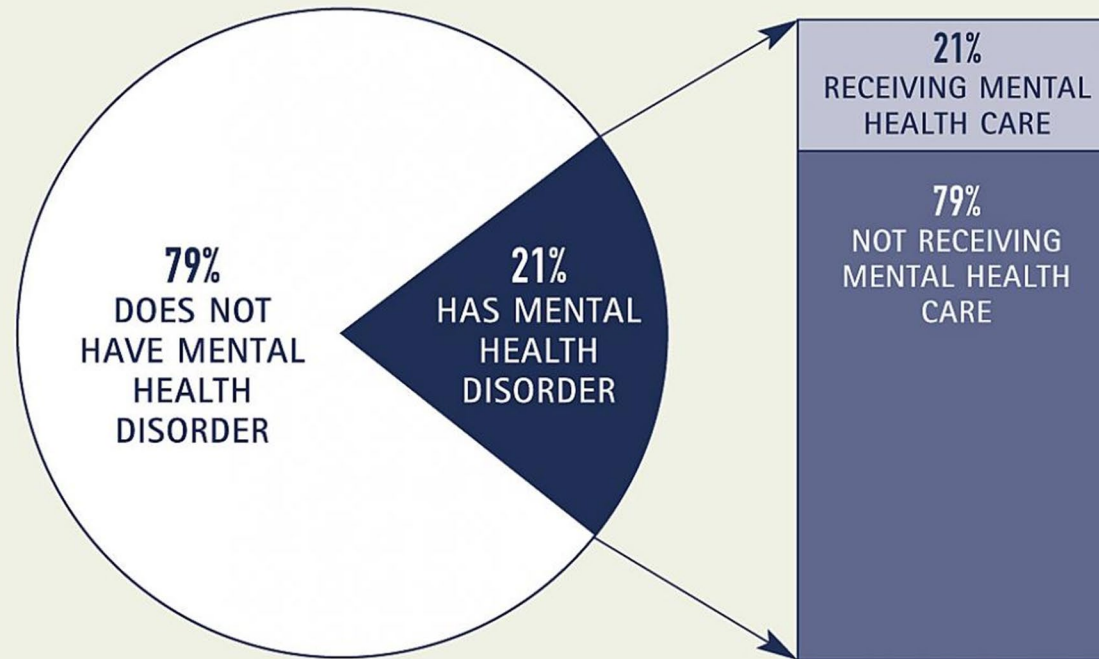 79%
DOES NOT
HAVE MENTAL
HEALTH
DISORDER
21%
HAS MENTAL
HEALTH
DISORDER
21%
RECEIVING MENTAL
HEALTH CARE
79%
NOT RECEIVING
MENTAL HEALTH
CARE